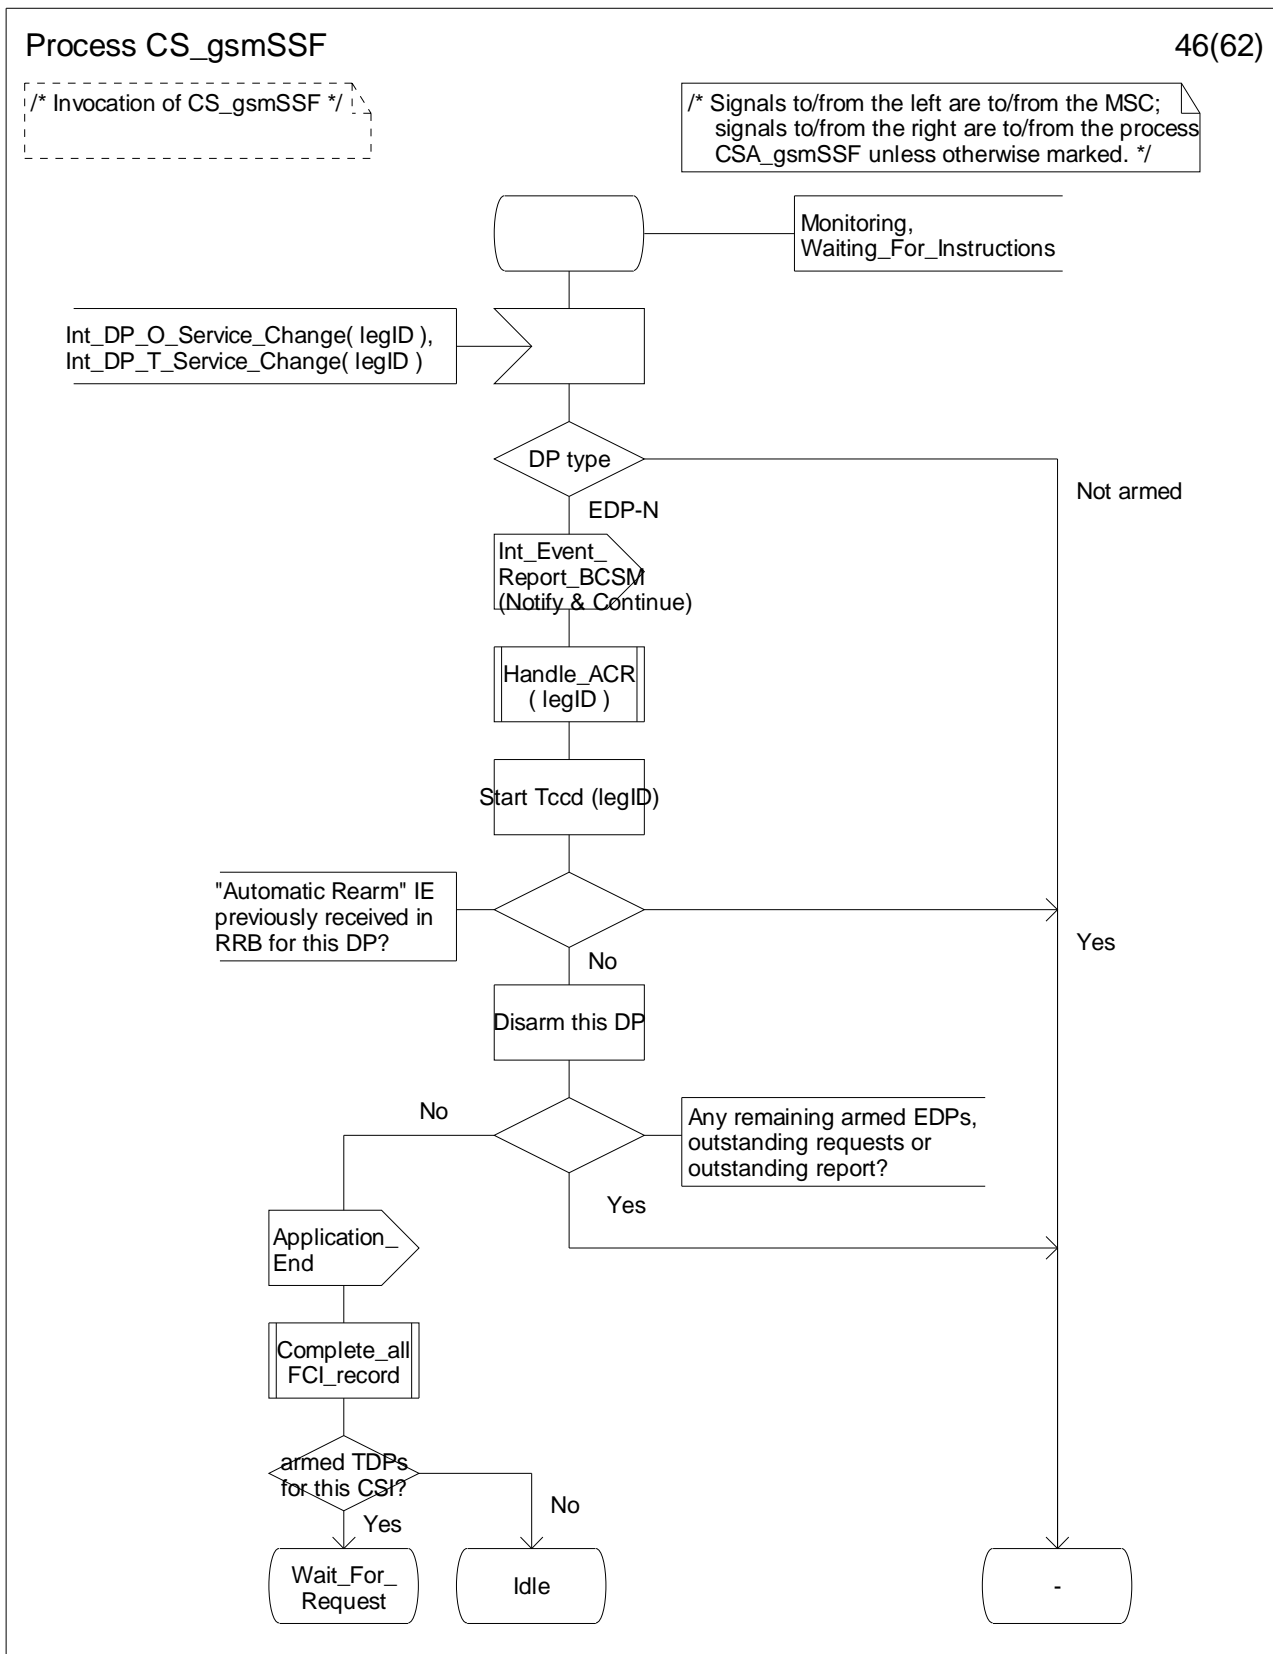 Process CS_gsmSSF
46(62)
/* Invocation of CS_gsmSSF */
/* Signals to/from the left are to/from the MSC;
signals to/from the right are to/from the process
CSA_gsmSSF unless otherwise marked. */
Monitoring,
Waiting_For_Instructions
Int_DP_O_Service_Change( legID ),
Int_DP_T_Service_Change( legID )
DP type
Not armed
EDP-N
Int_Event_
Report_BCSM
(Notify & Continue)
Handle_ACR
( legID )
Start Tccd (legID)
"Automatic Rearm" IE
previously received in
RRB for this DP?
Yes
No
Disarm this DP
No
Any remaining armed EDPs,
outstanding requests or
outstanding report?
Yes
Application_
End
Complete_all
FCI_record
armed TDPs
for this CSI?
No
Yes
Wait_For_
Request
Idle
-